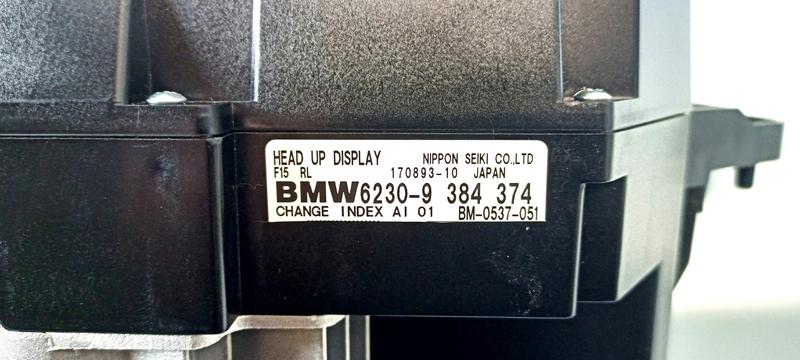 HEAD UP DISPLAY NIPPON SEIKI CO.,LTD
F15 RL 170893-10 JAPAN
BMW6230-9 384 374
CHANGE INDEX AI 01 BM-0537-051